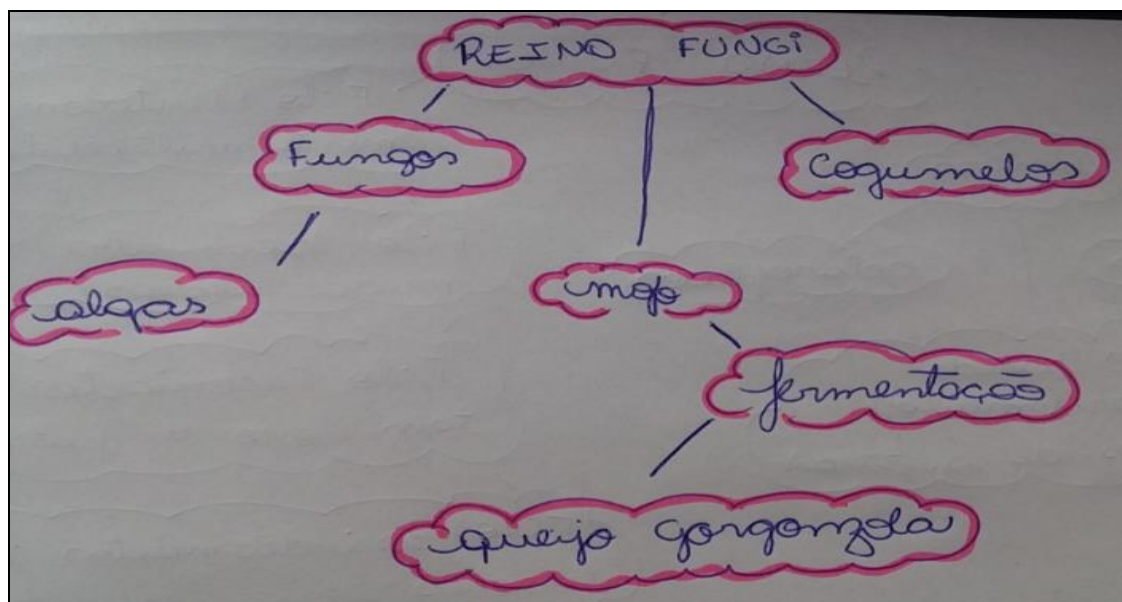 REINO FUNGI
Fungos
Cogumelos
algas
mofo
fermentação
queijo gorgonzola